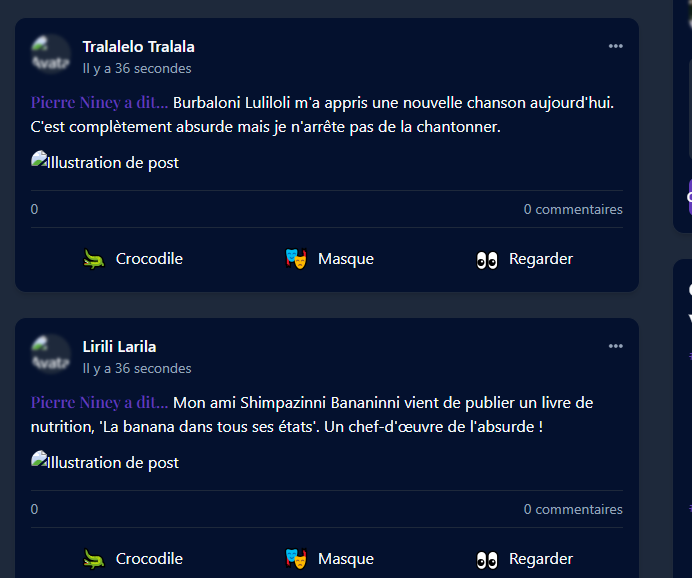 Tralalelo Tralala
Il y a 36 secondes
Pierre Niney a dit... Burbaloni Luliloli m'a appris une nouvelle chanson aujourd'hui.
C'est complètement absurde mais je n'arrête pas de la chantonner.
Illustration de post
0
0 commentaires
Crocodile
Masque
Regarder
Lirili Larila
Il y a 36 secondes
Pierre Niney a dit... Mon ami Shimpazinni Bananinni vient de publier un livre de
nutrition, 'La banana dans tous ses états'. Un chef-d'œuvre de l'absurde !
Illustration de post
0
0 commentaires
Crocodile
Masque
Regarder